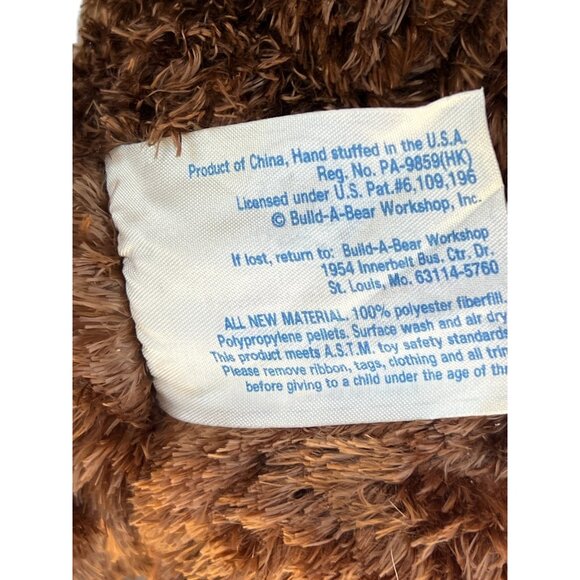 Product of China, Hand stuffed in the U.S.A.
Reg. No. PA-9859(HK)
Licensed under U.S. Pat.#6,109,196
© Build-A-Bear Workshop, Inc.
If lost, return to: Build-A-Bear Workshop
1954 Innerbelt Bus. Ctr. Dr.
St. Louis, Mo. 63114-5760
ALL NEW MATERIAL. 100% polyester fiberfill.
Polypropylene pellets. Surface wash and air dry
This product meets A.S.T.M. toy safety standards
Please remove ribbon, tags, clothing and all trim
before giving to a child under the age of